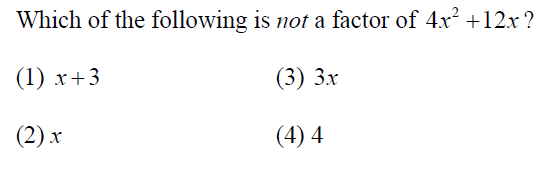 Which of the following is not a factor of 4x² +12x?
(1) x+3 (3) 3x
(2) x (4) 4